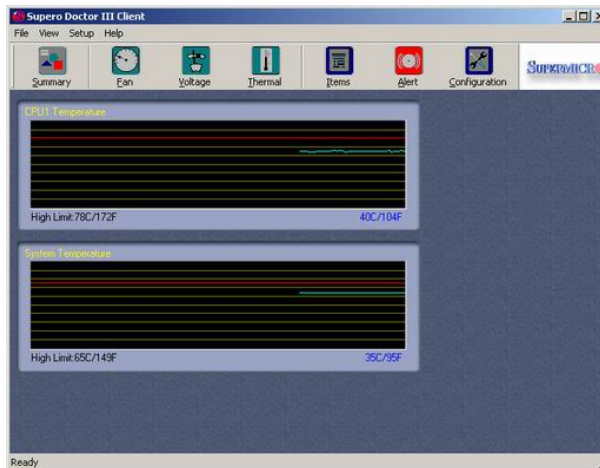 Supero Doctor III Client
File View Setup Help
Summary Fan Voltage Thermal Items Alert Configuration SUPERMICR
CPU1 Temperature
High Limit:78C/172F 40C/104F
System Temperature
High Limit:65C/149F 35C/95F
Ready